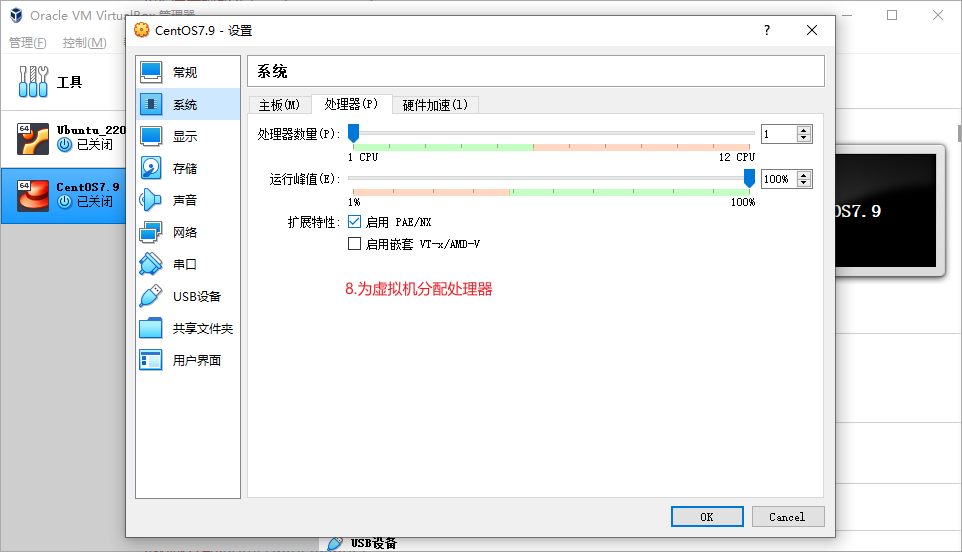 Oracle VM VirtualBox 管理器
管理(F) 控制(M)
工具
64
Ubuntu_220
已关闭
64
CentOS7.9
已关闭
CentOS7.9 - 设置
?
常规
系统
显示
存储
声音
网络
串口
USB设备
共享文件夹
用户界面
系统
主板(M) 处理器(P) 硬件加速(l)
处理器数量(P): 1
1 CPU 12 CPU
运行峰值(E): 100%
1% 100%
扩展特性: 启用 PAE/NX
启用嵌套 VT-x/AMD-V
8.为虚拟机分配处理器
OK Cancel
OS7.9
USB设备